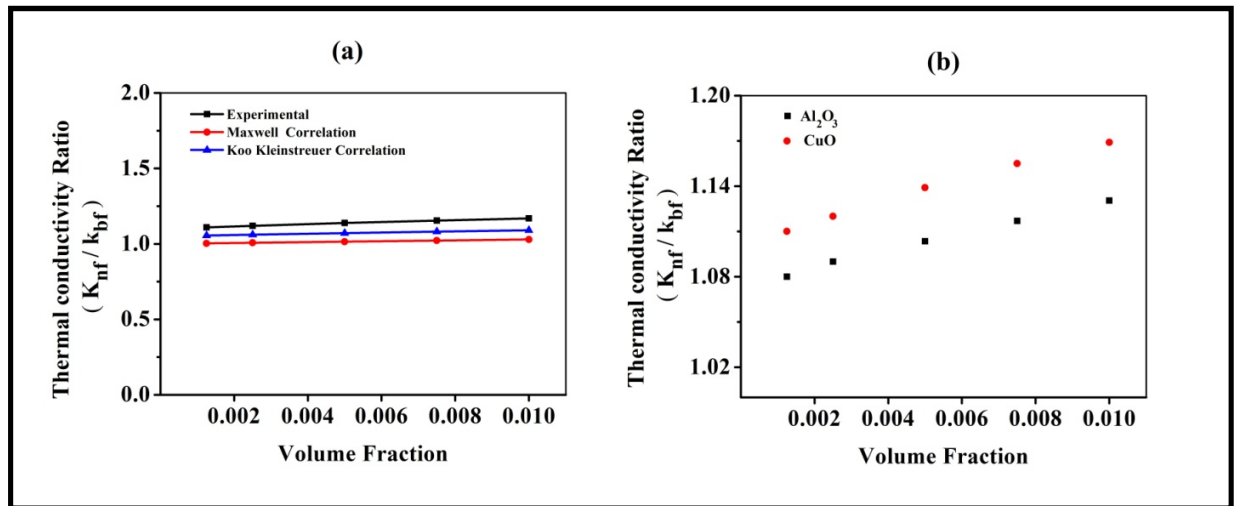 (a)
Thermal conductivity Ratio
( K_nf / k_bf )
2.0
1.5
1.0
0.5
0.0
Experimental
Maxwell Correlation
Koo Kleinstreuer Correlation
0.002 0.004 0.006 0.008 0.010
Volume Fraction
(b)
Thermal conductivity Ratio
( K_nf / k_bf )
1.20
1.14
1.08
1.02
Al₂O₃
CuO
0.002 0.004 0.006 0.008 0.010
Volume Fraction